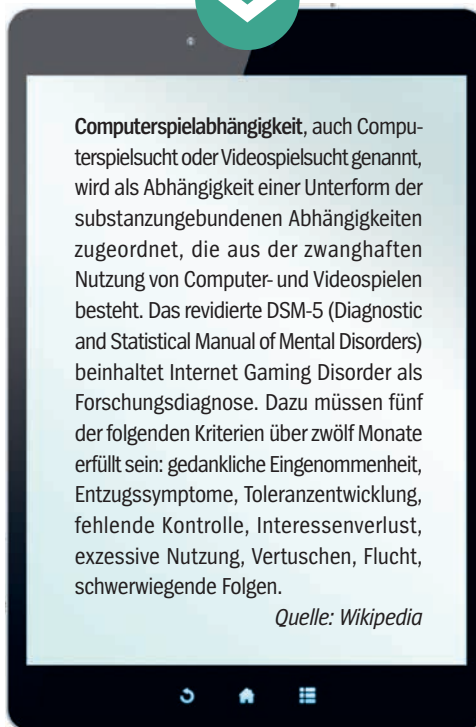 Computerspielabhängigkeit, auch Compu-
terspielsucht oder Videospielsucht genannt,
wird als Abhängigkeit einer Unterform der
substanzungebundenen Abhängigkeiten
zugeordnet, die aus der zwanghaften
Nutzung von Computer- und Videospielen
besteht. Das revidierte DSM-5 (Diagnostic
and Statistical Manual of Mental Disorders)
beinhaltet Internet Gaming Disorder als
Forschungsdiagnose. Dazu müssen fünf
der folgenden Kriterien über zwölf Monate
erfüllt sein: gedankliche Eingenommenheit,
Entzugssymptome, Toleranzentwicklung,
fehlende Kontrolle, Interessenverlust,
exzessive Nutzung, Vertuschen, Flucht,
schwerwiegende Folgen.
Quelle: Wikipedia